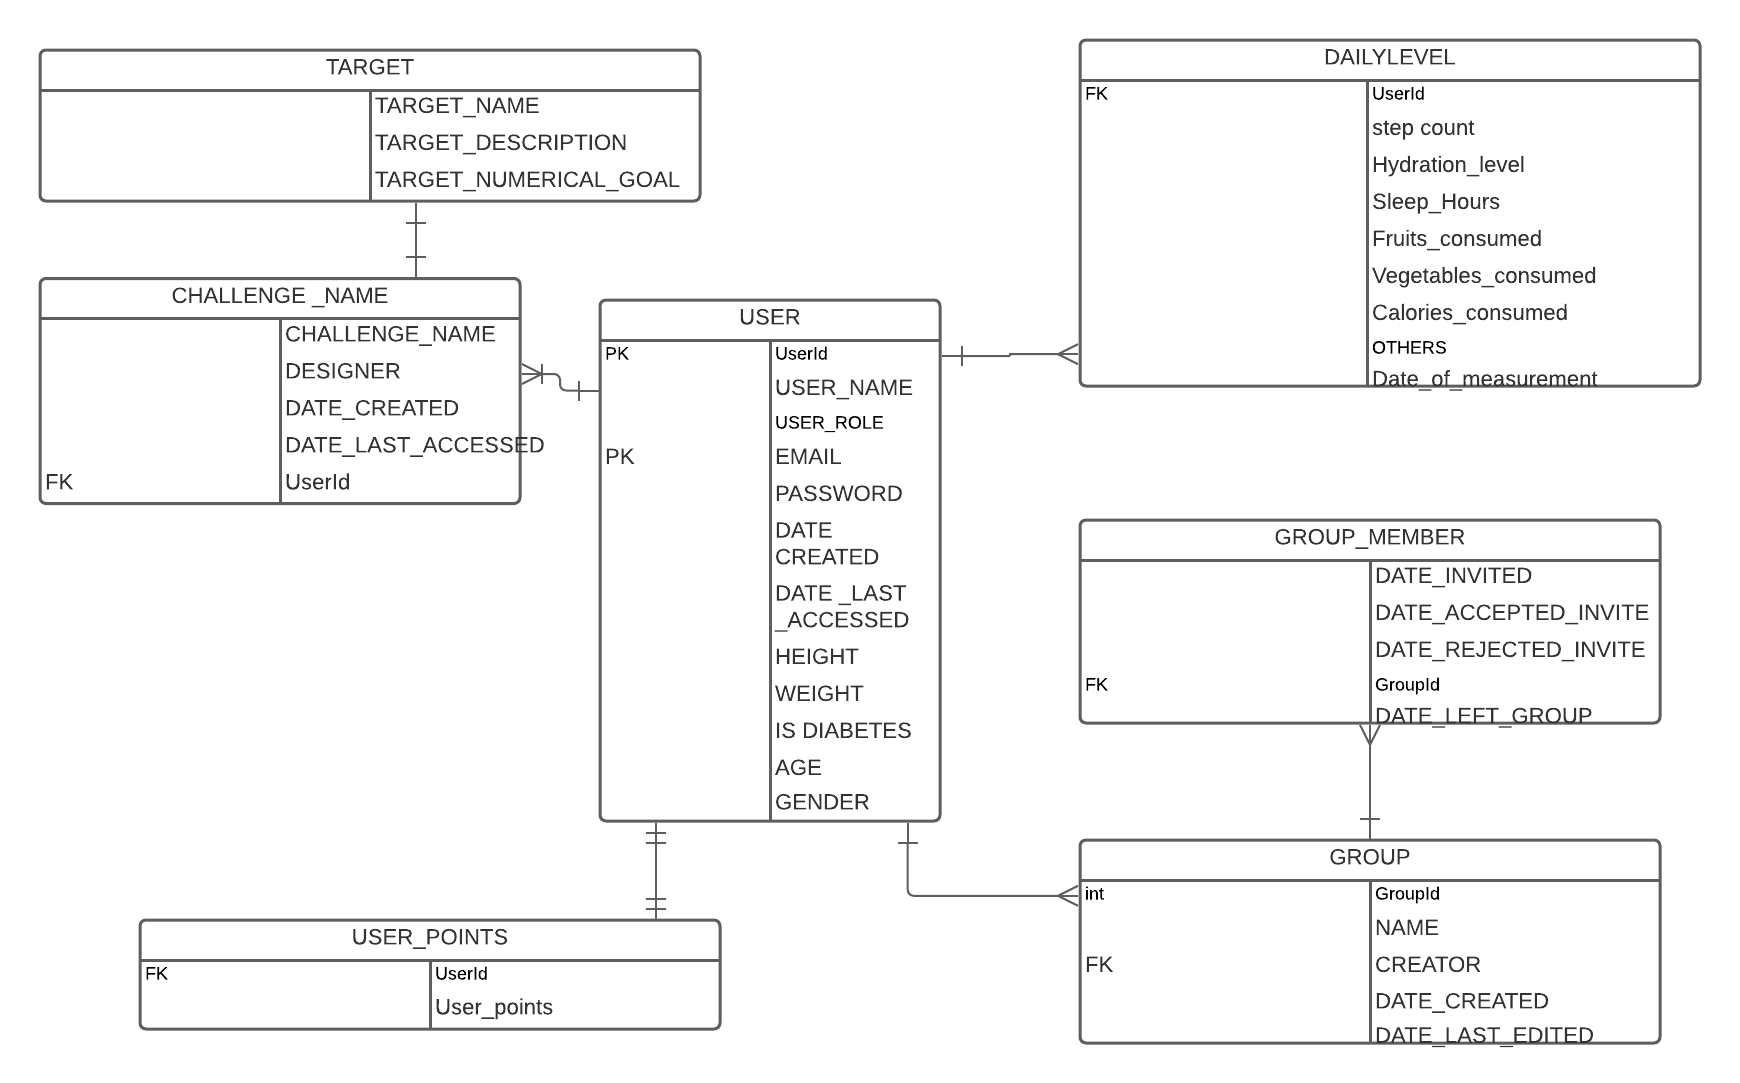 TARGET
TARGET_NAME
TARGET_DESCRIPTION
TARGET_NUMERICAL_GOAL
CHALLENGE _NAME
CHALLENGE_NAME
DESIGNER
DATE_CREATED
DATE_LAST_ACCESSED
FK UserId
USER
PK UserId
USER_NAME
USER_ROLE
PK EMAIL
PASSWORD
DATE
CREATED
DATE _LAST
_ACCESSED
HEIGHT
WEIGHT
IS DIABETES
AGE
GENDER
DAILYLEVEL
FK UserId
step count
Hydration_level
Sleep_Hours
Fruits_consumed
Vegetables_consumed
Calories_consumed
OTHERS
Date_of_measurement
GROUP_MEMBER
DATE_INVITED
DATE_ACCEPTED_INVITE
DATE_REJECTED_INVITE
FK GroupId
DATE_LEFT_GROUP
GROUP
int GroupId
NAME
FK CREATOR
DATE_CREATED
DATE_LAST_EDITED
USER_POINTS
FK UserId
User_points